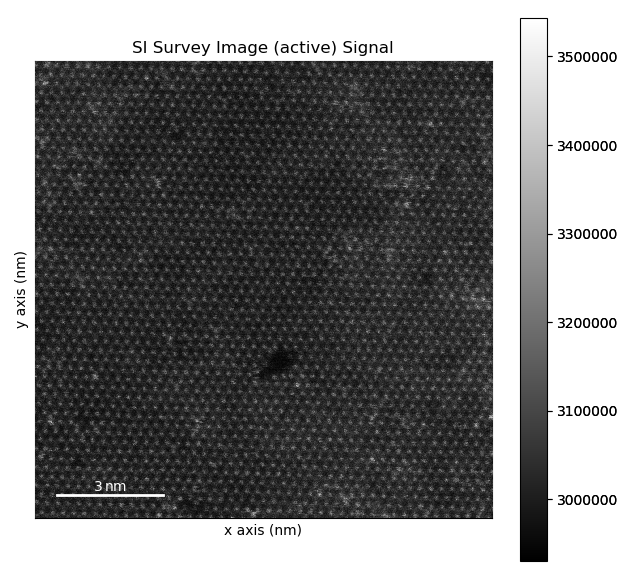 SI Survey Image (active) Signal
3500000
3400000
3300000
3200000
3100000
3000000
y axis (nm)
3 nm
x axis (nm)